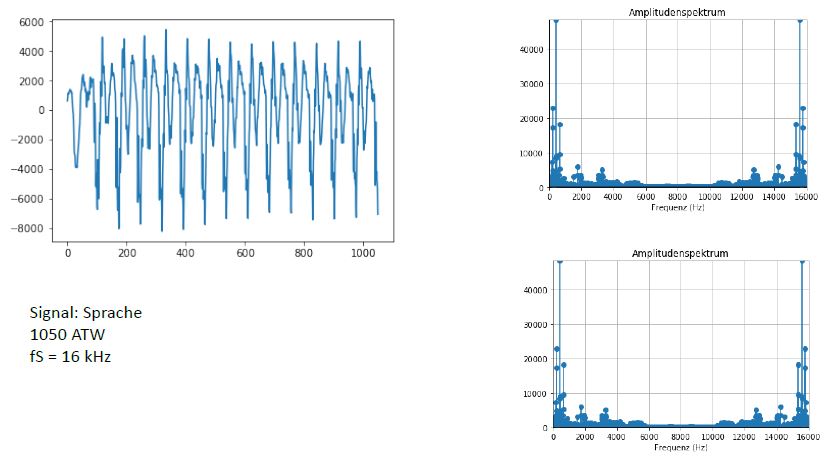 6000
4000
2000
0
-2000
-4000
-6000
-8000
0 200 400 600 800 1000
Signal: Sprache
1050 ATW
fS = 16 kHz
Amplitudenspektrum
40000
30000
20000
10000
0
0 2000 4000 6000 8000 10000 12000 14000 16000
Frequenz (Hz)
Amplitudenspektrum
40000
30000
20000
10000
0
0 2000 4000 6000 8000 10000 12000 14000 16000
Frequenz (Hz)